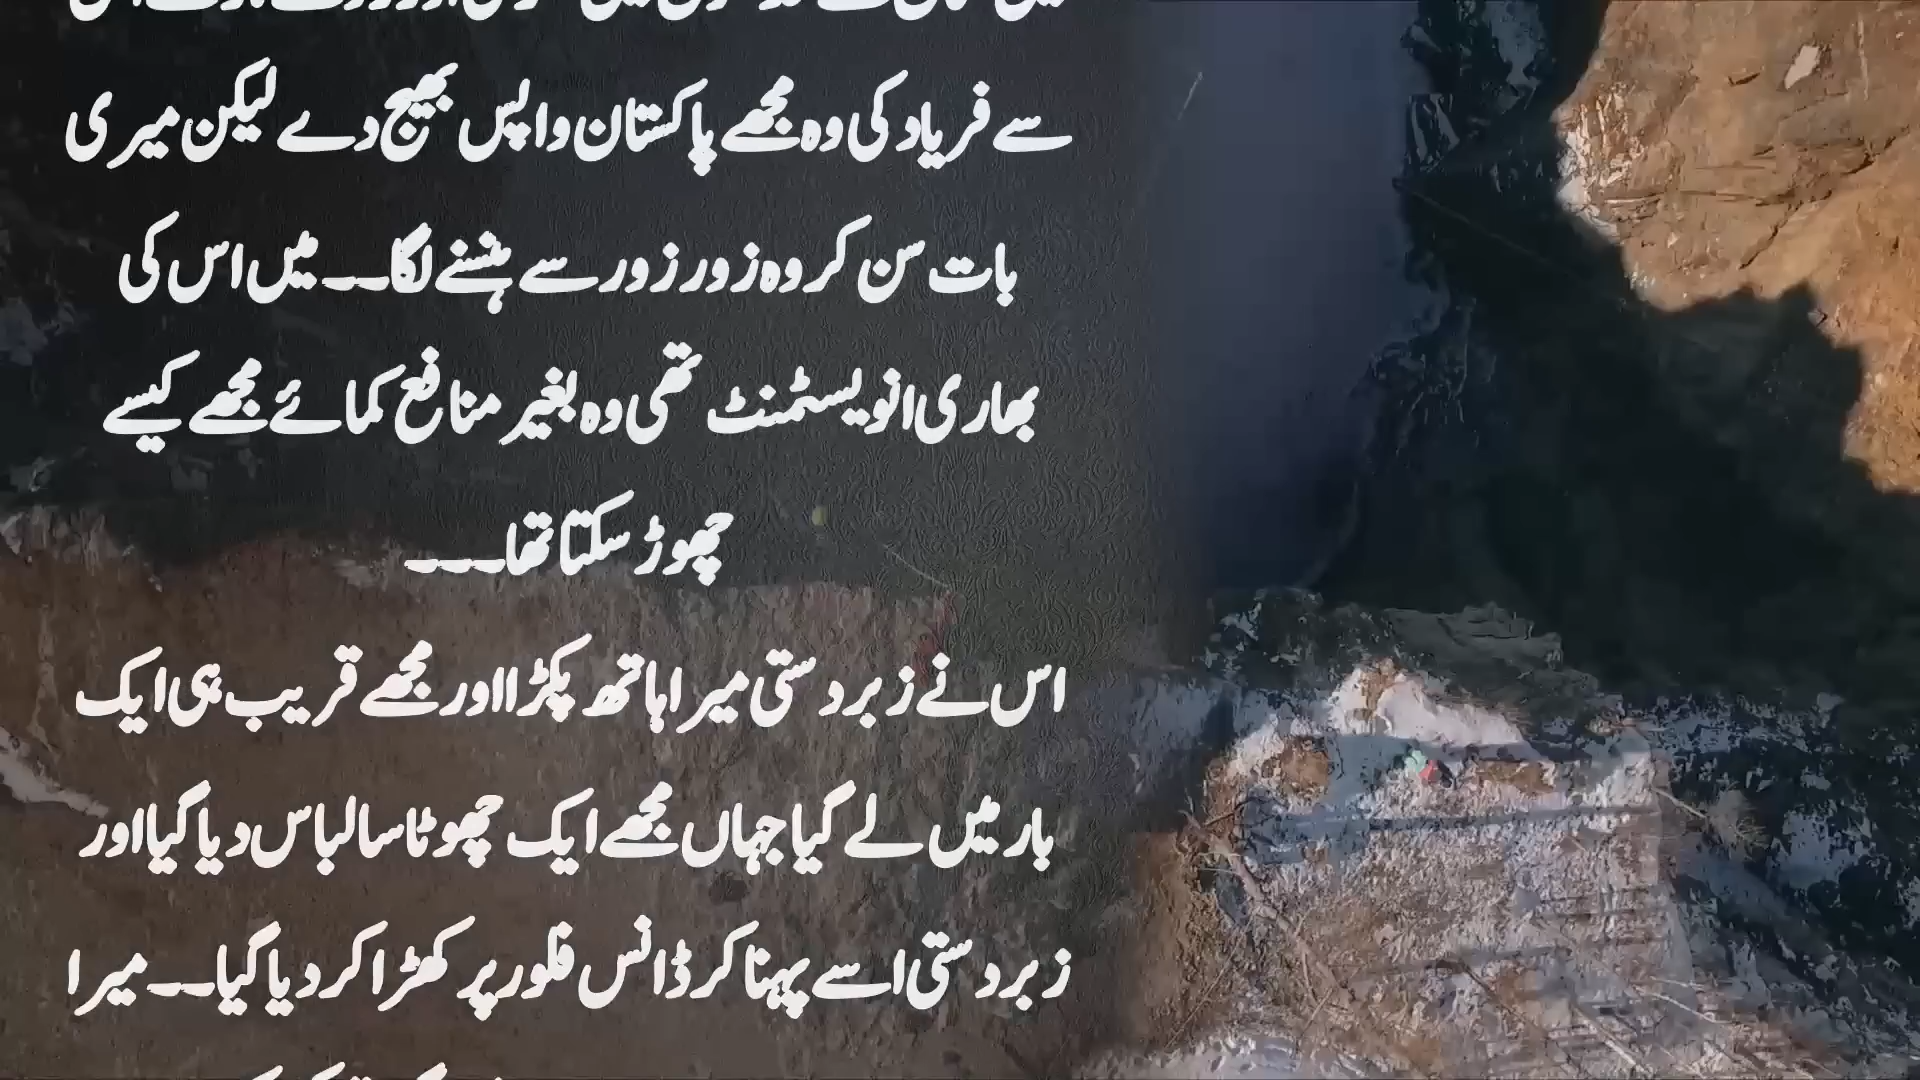 سے فریاد کی وہ مجھے پاکستان واپس بھیج دے لیکن میری
بات سن کر وہ زور زور سے ہنسنے لگا۔۔ میں اس کی
بھاری انویسٹمنٹ تھی وہ بغیر منافع کمائے مجھے کیسے
چھوڑ سکتا تھا۔۔۔
اس نے زبردستی میرا ہاتھ پکڑا اور مجھے قریب ہی ایک
بار میں لے گیا جہاں مجھے ایک چھوٹا سا لباس دیا گیا اور
زبردستی اسے پہنا کر ڈانس فلور پر کھڑا کر دیا گیا۔۔ میرا